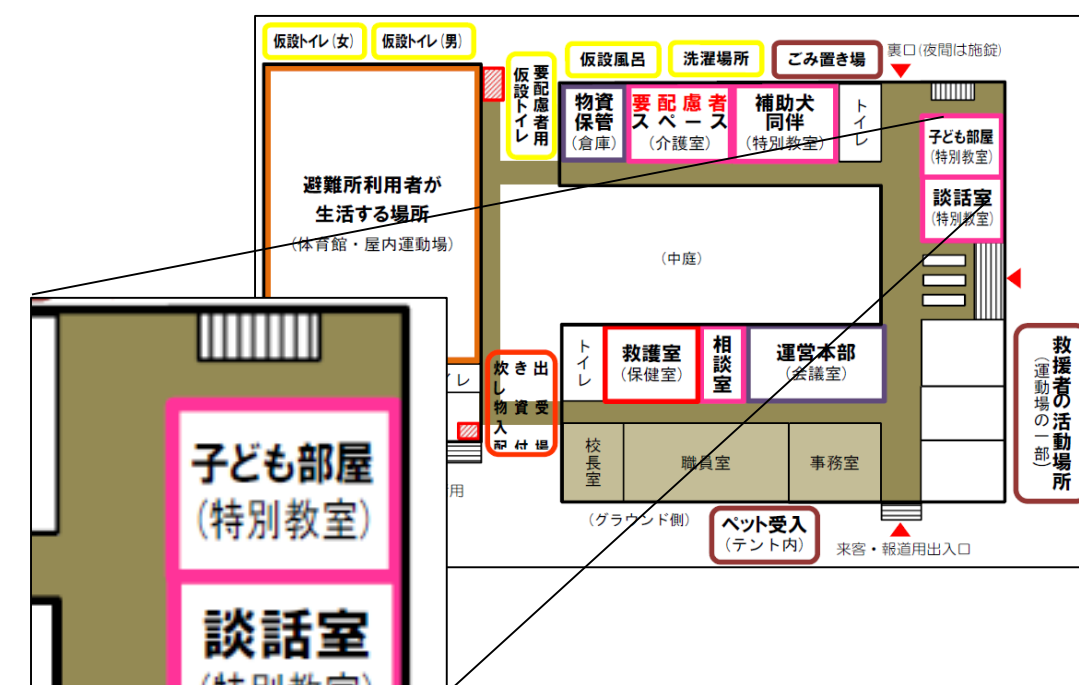 仮設トイレ（女）
仮設トイレ（男）
要配慮者用
仮設トイレ
仮設風呂
洗濯場所
ごみ置き場
裏口（夜間は施錠）
物資
保管
（倉庫）
要配慮者
スペース
（介護室）
補助犬
同伴
（特別教室）
トイレ
子ども部屋
（特別教室）
談話室
（特別教室）
避難所利用者が
生活する場所
（体育館・屋内運動場）
（中庭）
トイレ
救護室
（保健室）
相談室
運営本部
（会議室）
救援者の活動場所
（運動場の一部）
イレ
炊き出
し
物資受
入
配付場
校長室
職員室
事務室
用
（グラウンド側）
ペット受入
（テント内）
来客・報道用出入口
子ども部屋
（特別教室）
談話室
（特別教室）